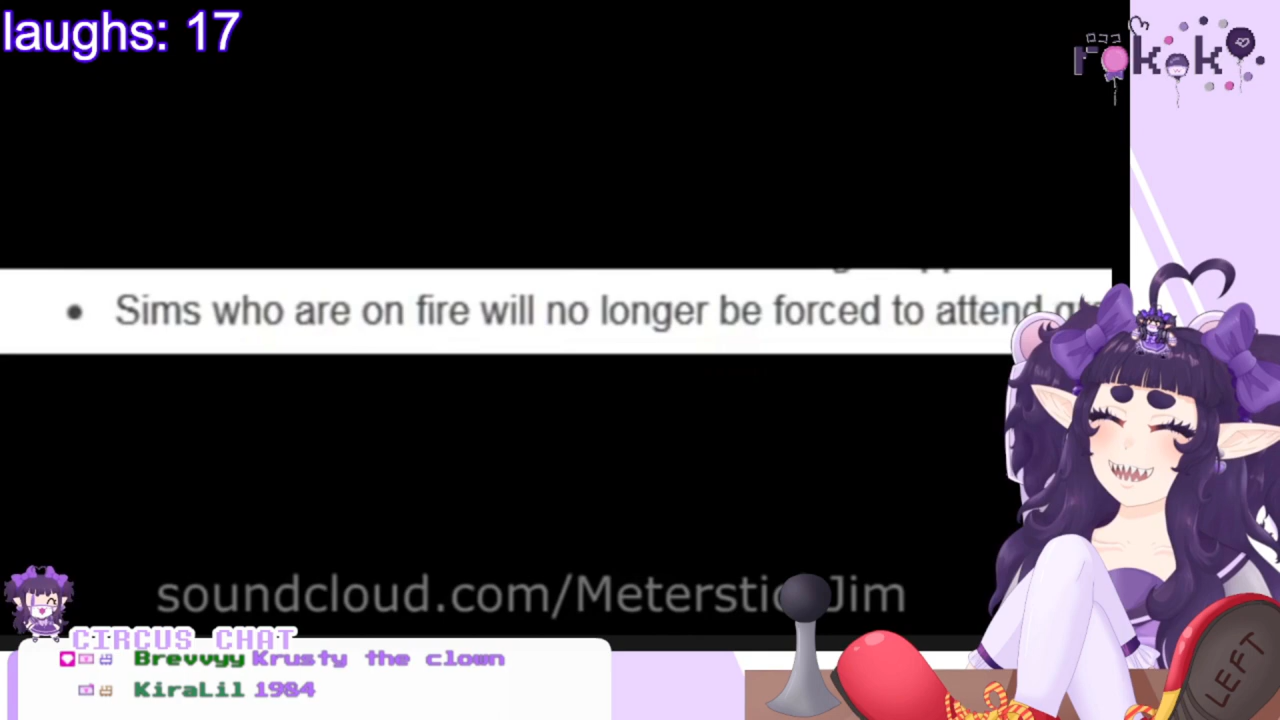 laughs: 17
rokoko
• Sims who are on fire will no longer be forced to attend
soundcloud.com/Meterstic Jim
CIRCUS CHAT
Brevvyy Krusty the clown
KiraLil 1984
LEFT